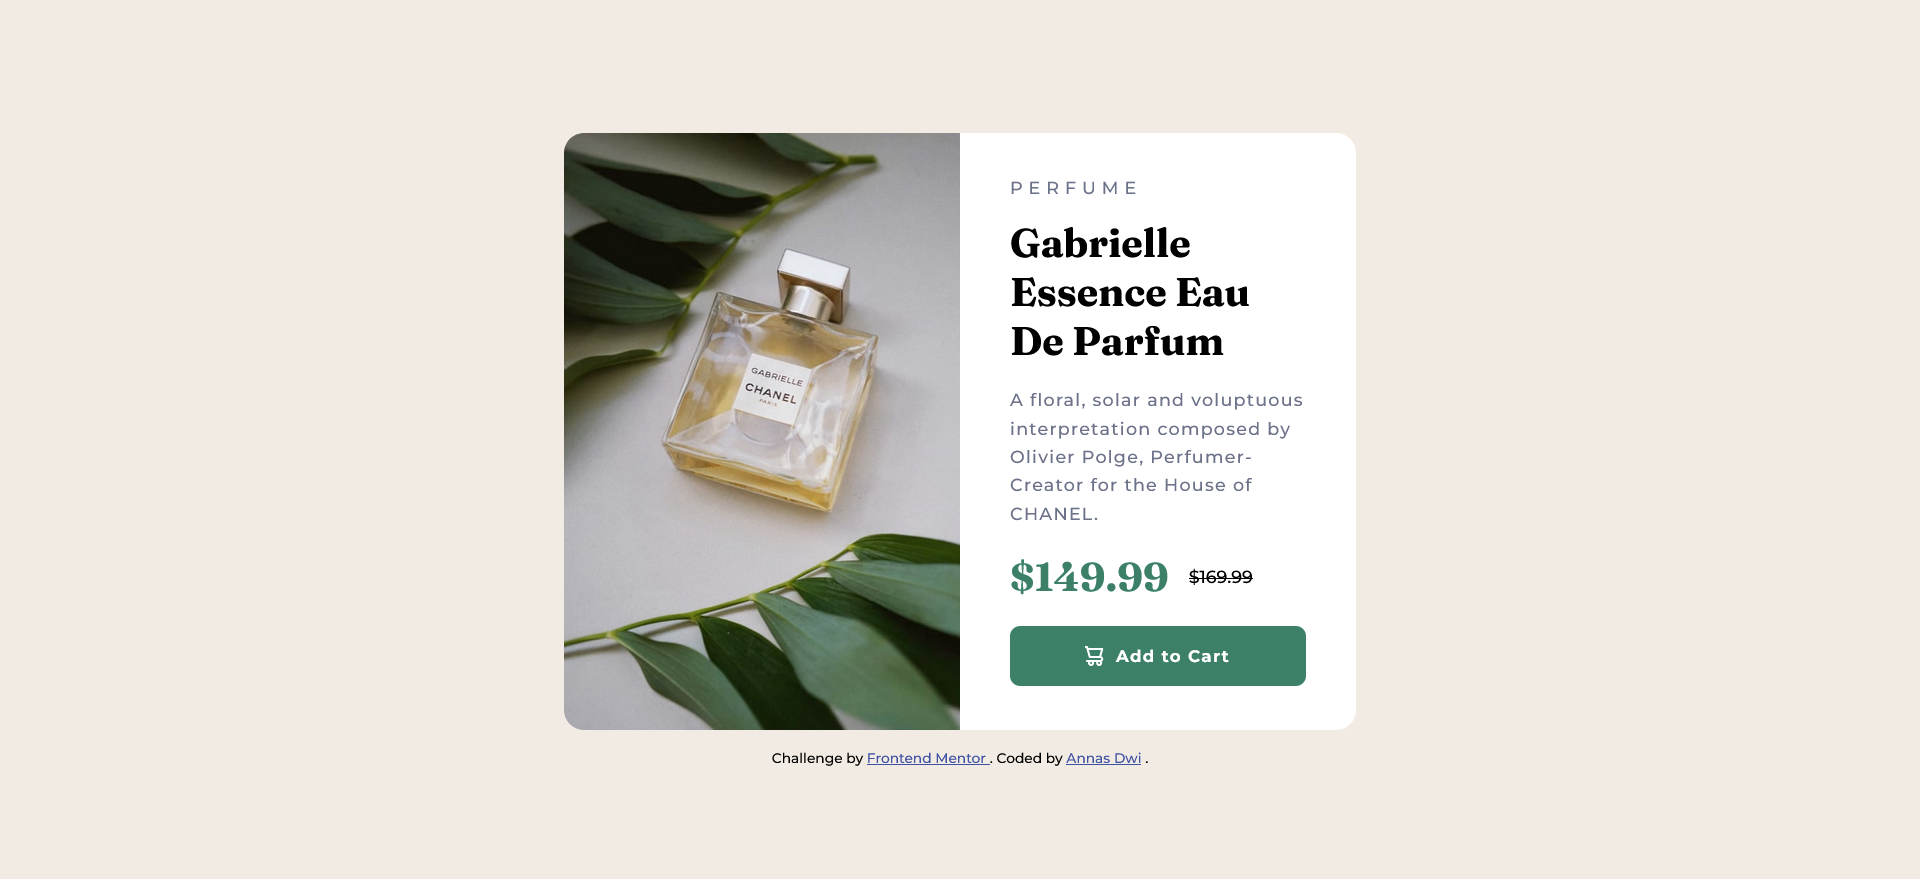 PERFUME
Gabrielle
Essence Eau
De Parfum
A floral, solar and voluptuous
interpretation composed by
Olivier Polge, Perfumer-
Creator for the House of
CHANEL.
$149.99 $169.99
Add to Cart
GABRIELLE
CHANEL
PARIS
Challenge by Frontend Mentor . Coded by Annas Dwi .